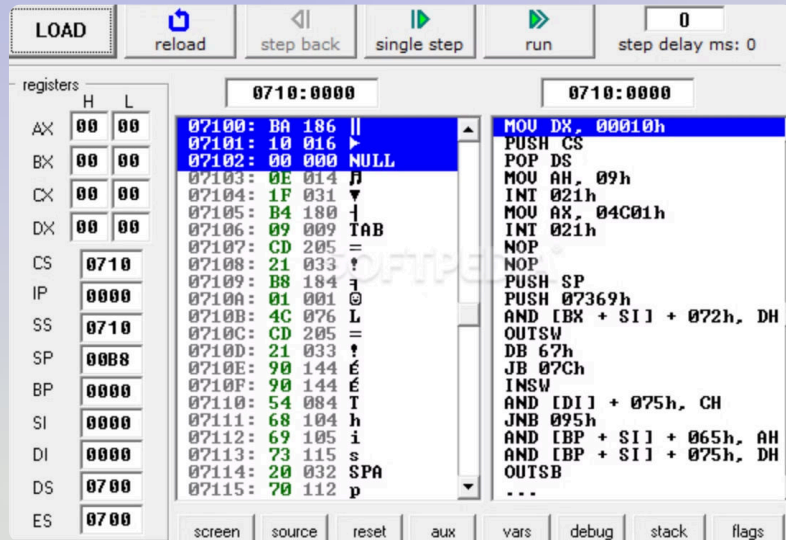 LOAD
reload
step back
single step
run
0
step delay ms: 0
registers
H L
AX 00 00
BX 00 00
CX 00 00
DX 00 00
CS 0710
IP 0000
SS 0710
SP 00B8
BP 0000
SI 0000
DI 0000
DS 0700
ES 0700
0710:0000
07100: BA 186 ║
07101: 10 016 ►
07102: 00 000 NULL
07103: 0E 014 ♫
07104: 1F 031 ▼
07105: B4 180 ┤
07106: 09 009 TAB
07107: CD 205 =
07108: 21 033 !
07109: B8 184 ╕
0710A: 01 001 ☺
0710B: 4C 076 L
0710C: CD 205 =
0710D: 21 033 !
0710E: 90 144 É
0710F: 90 144 É
07110: 54 084 T
07111: 68 104 h
07112: 69 105 i
07113: 73 115 s
07114: 20 032 SPA
07115: 70 112 p
0710:0000
MOV DX, 00010h
PUSH CS
POP DS
MOV AH, 09h
INT 021h
MOV AX, 04C01h
INT 021h
NOP
NOP
PUSH SP
PUSH 07369h
AND [BX + SI] + 072h, DH
OUTSW
DB 67h
JB 07Ch
INSW
AND [DI] + 075h, CH
JNB 095h
AND [BP + SI] + 065h, AH
AND [BP + SI] + 075h, DH
OUTSB
...
SOFTPEDIA
screen
source
reset
aux
vars
debug
stack
flags